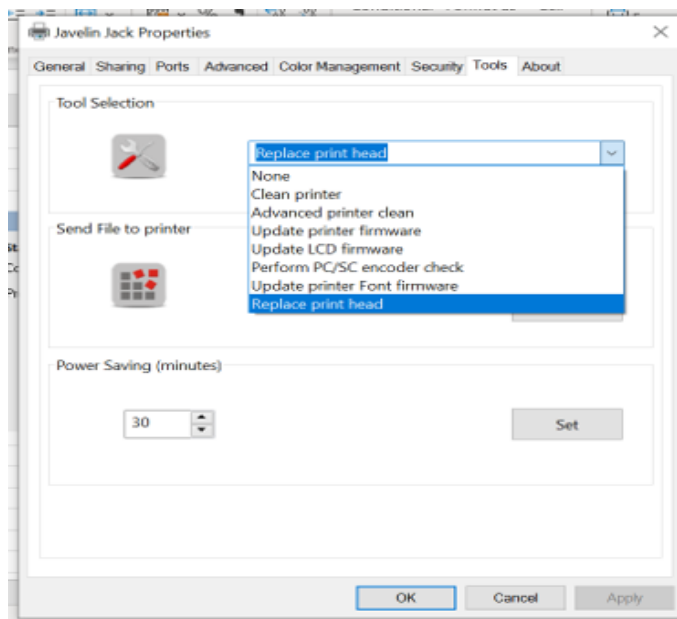 Javelin Jack Properties
General Sharing Ports Advanced Color Management Security Tools About
Tool Selection
Replace print head
None
Clean printer
Advanced printer clean
Update printer firmware
Update LCD firmware
Perform PC/SC encoder check
Update printer Font firmware
Replace print head
Send File to printer
Power Saving (minutes)
30
Set
OK Cancel Apply